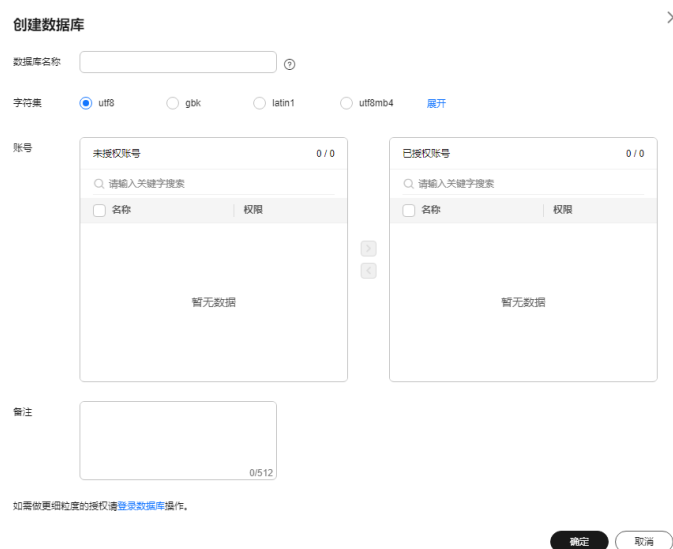 创建数据库
数据库名称
字符集 utf8 gbk latin1 utf8mb4 展开
账号
未授权账号 0 / 0
请输入关键字搜索
名称 权限
暂无数据
已授权账号 0 / 0
请输入关键字搜索
名称 权限
暂无数据
备注
0/512
如需做更细粒度的授权请登录数据库操作。
确定 取消